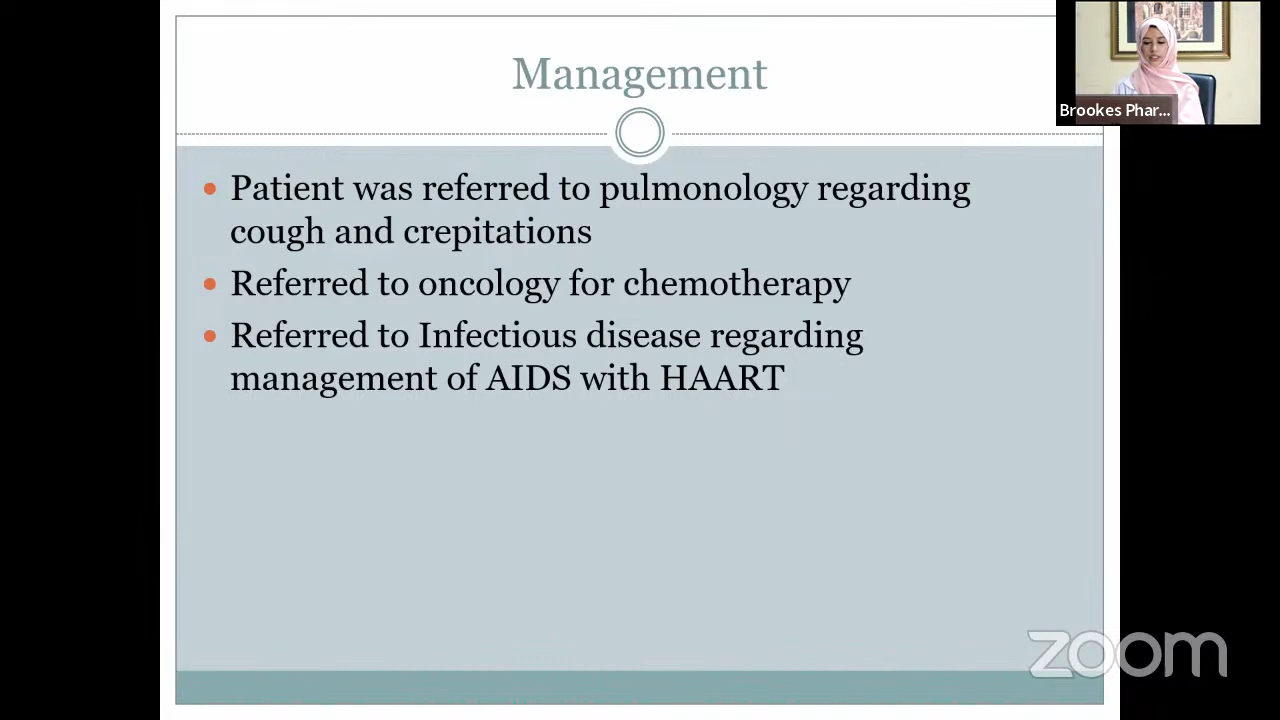 Management
Brookes Phar...
• Patient was referred to pulmonology regarding
cough and crepitations
• Referred to oncology for chemotherapy
• Referred to Infectious disease regarding
management of AIDS with HAART
zoom